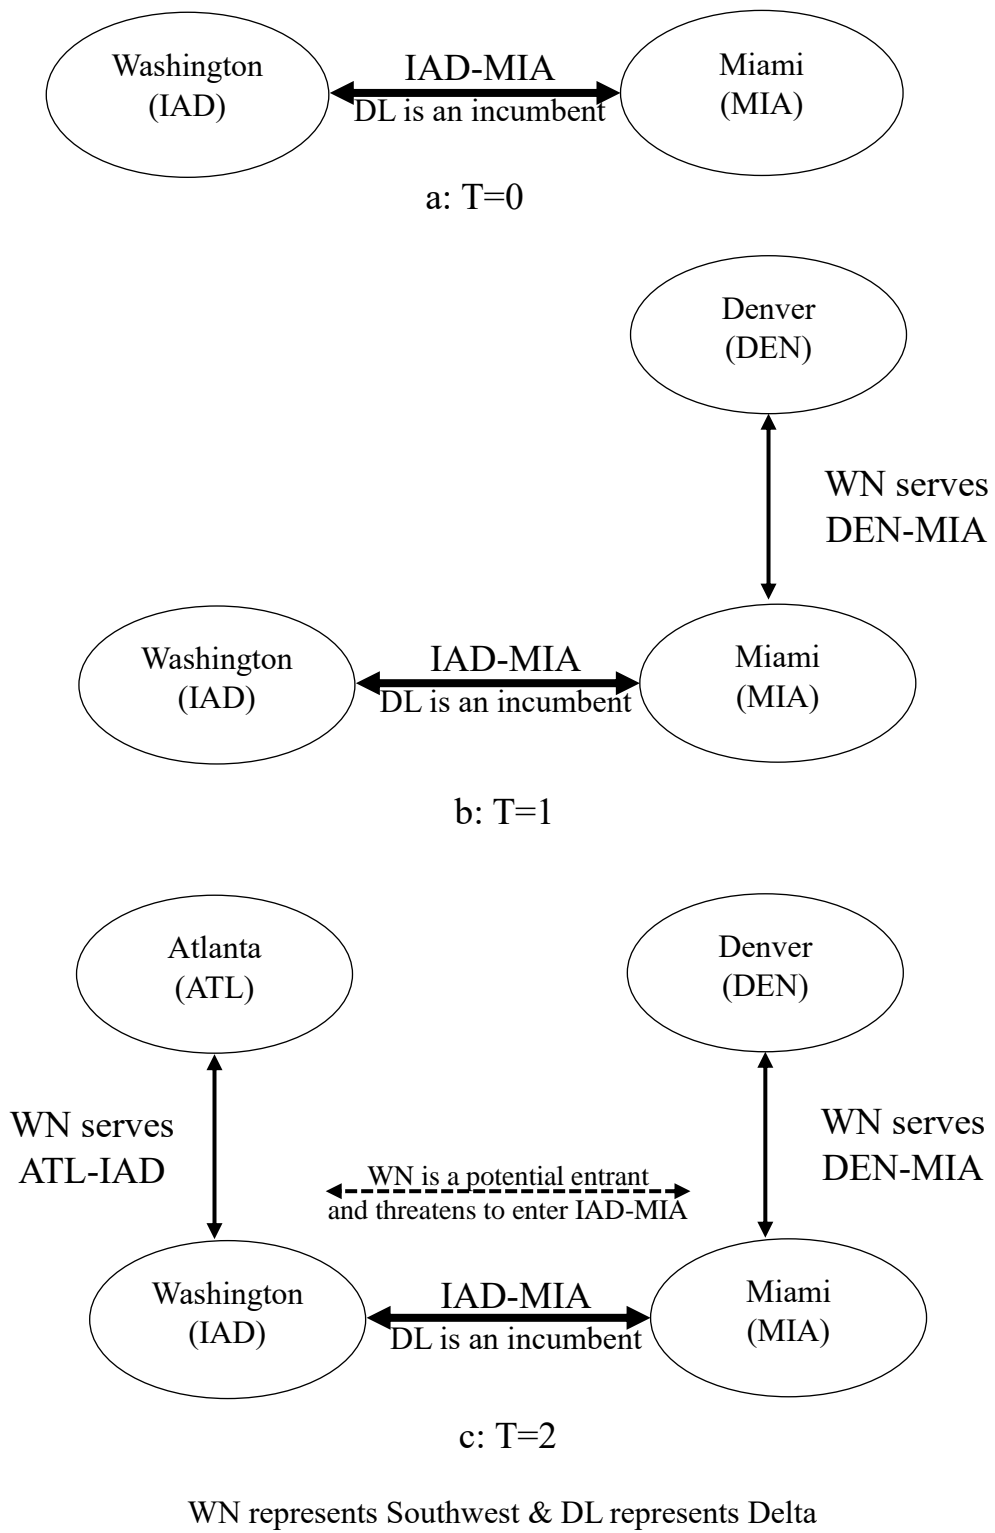 Washington
(IAD)
IAD-MIA
DL is an incumbent
Miami
(MIA)
a: T=0
Denver
(DEN)
WN serves
DEN-MIA
Washington
(IAD)
IAD-MIA
DL is an incumbent
Miami
(MIA)
b: T=1
Atlanta
(ATL)
Denver
(DEN)
WN serves
ATL-IAD
WN is a potential entrant
and threatens to enter IAD-MIA
WN serves
DEN-MIA
Washington
(IAD)
IAD-MIA
DL is an incumbent
Miami
(MIA)
c: T=2
WN represents Southwest & DL represents Delta